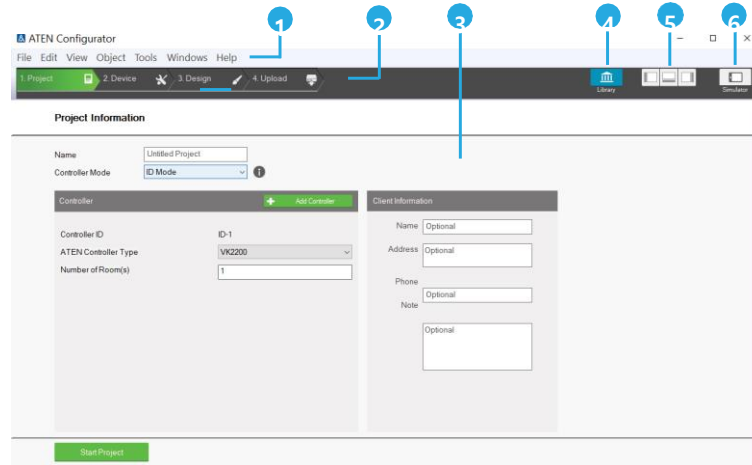 1 2 3 4 5 6
ATEN Configurator
File Edit View Object Tools Windows Help
1. Project 2. Device 3. Design 4. Upload Library Simulator
Project Information
Name Untitled Project
Controller Mode ID Mode
Controller Add Controller Client Information
Name Optional
Controller ID ID-1
Address Optional
ATEN Controller Type VK2200
Number of Room(s) 1
Phone
Optional
Note
Optional
Start Project